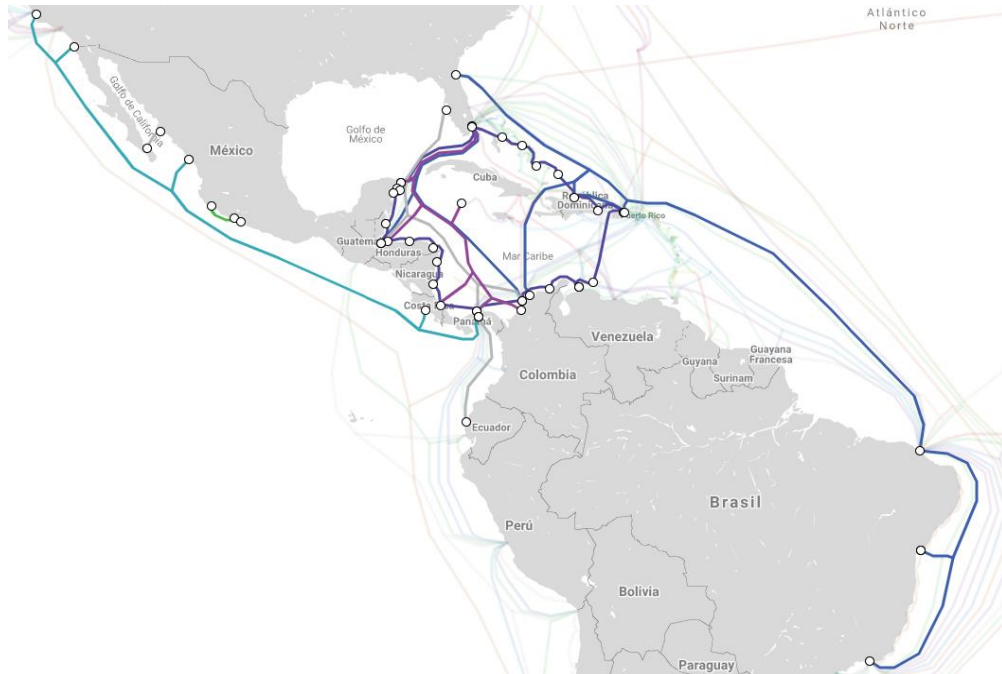 Atlántico
Norte
Golfo de California
Golfo de
México
México
Cuba
República
Dominicana
Puerto Rico
Guatemala
Honduras
Mar Caribe
Nicaragua
Costa Rica
Panamá
Venezuela
Guyana
Guayana
Francesa
Surinam
Colombia
Ecuador
Brasil
Perú
Bolivia
Paraguay